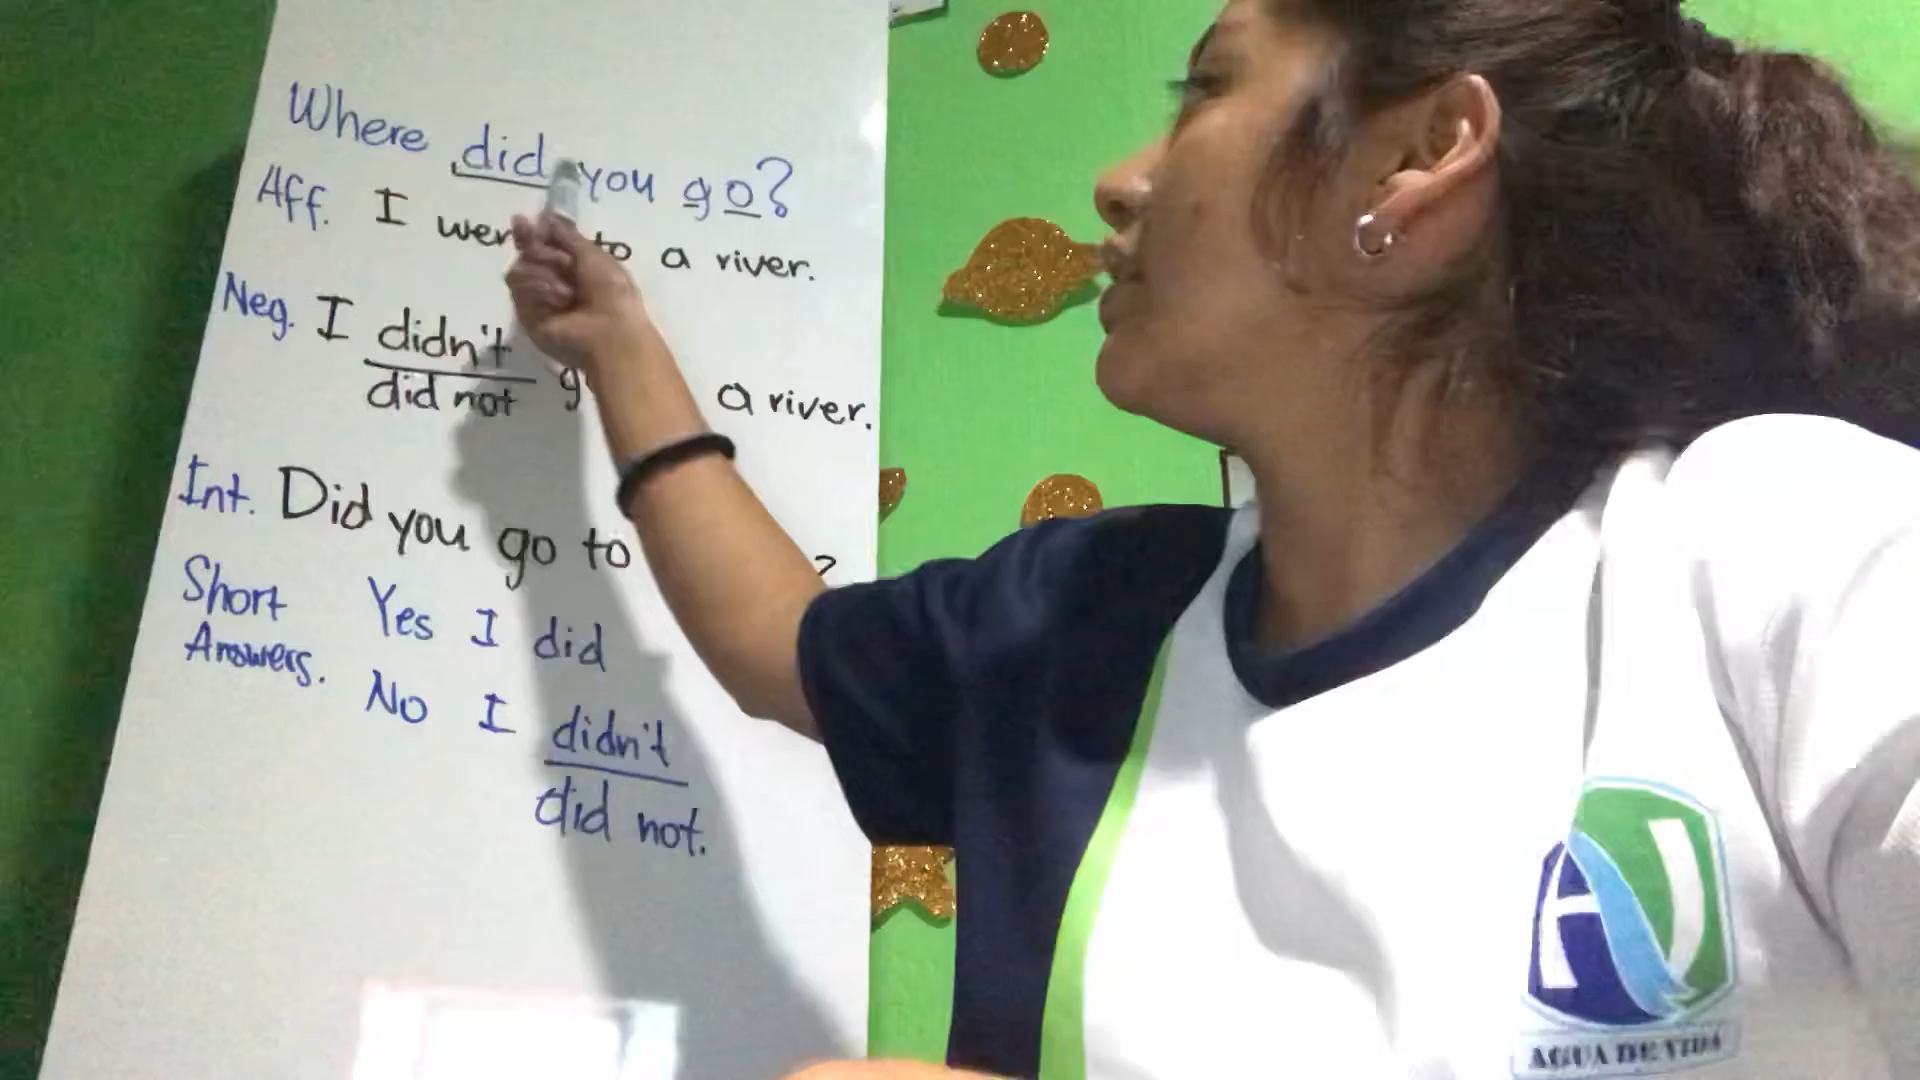 Where did you go?
Aff. I to a river.
Neg. I didn't a river.
did not
Int. Did you go to ?
Short Yes I did
Answers. No I didn't
did not.
AGUA DE VIDA